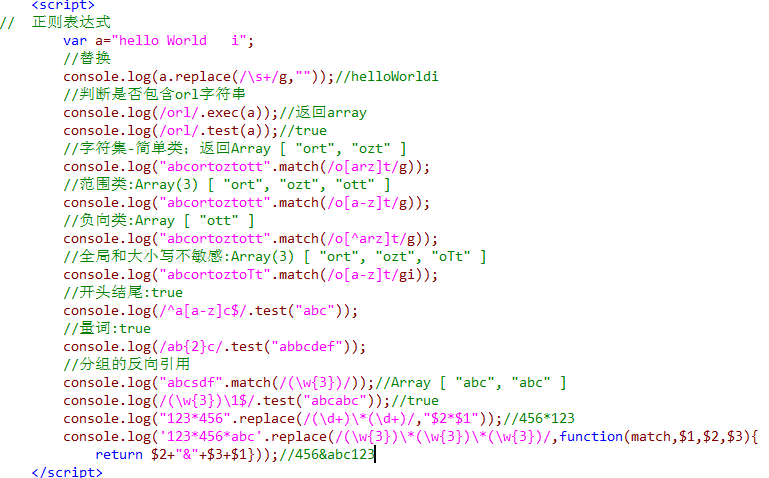 <script>
// 正则表达式
var a="hello World   i";
//替换
console.log(a.replace(/\s+/g,""));//helloWorldi
//判断是否包含orl字符串
console.log(/orl/.exec(a));//返回array
console.log(/orl/.test(a));//true
//字符集-简单类；返回Array [ "ort", "ozt" ]
console.log("abcortoztott".match(/o[arz]t/g));
//范围类:Array(3) [ "ort", "ozt", "ott" ]
console.log("abcortoztott".match(/o[a-z]t/g));
//负向类:Array [ "ott" ]
console.log("abcortoztott".match(/o[^arz]t/g));
//全局和大小写不敏感:Array(3) [ "ort", "ozt", "oTt" ]
console.log("abcortoztoTt".match(/o[a-z]t/gi));
//开头结尾:true
console.log(/^a[a-z]c$/.test("abc"));
//量词:true
console.log(/ab{2}c/.test("abbcdef"));
//分组的反向引用
console.log("abcsdf".match(/(\w{3})/));//Array [ "abc", "abc" ]
console.log(/(\w{3})\1$/.test("abcabc"));//true
console.log("123*456".replace(/(\d+)\*(\d+)/,"$2*$1"));//456*123
console.log('123*456*abc'.replace(/(\w{3})\*(\w{3})\*(\w{3})/,function(match,$1,$2,$3){
return $2+"&"+$3+$1}));//456&abc123
</script>